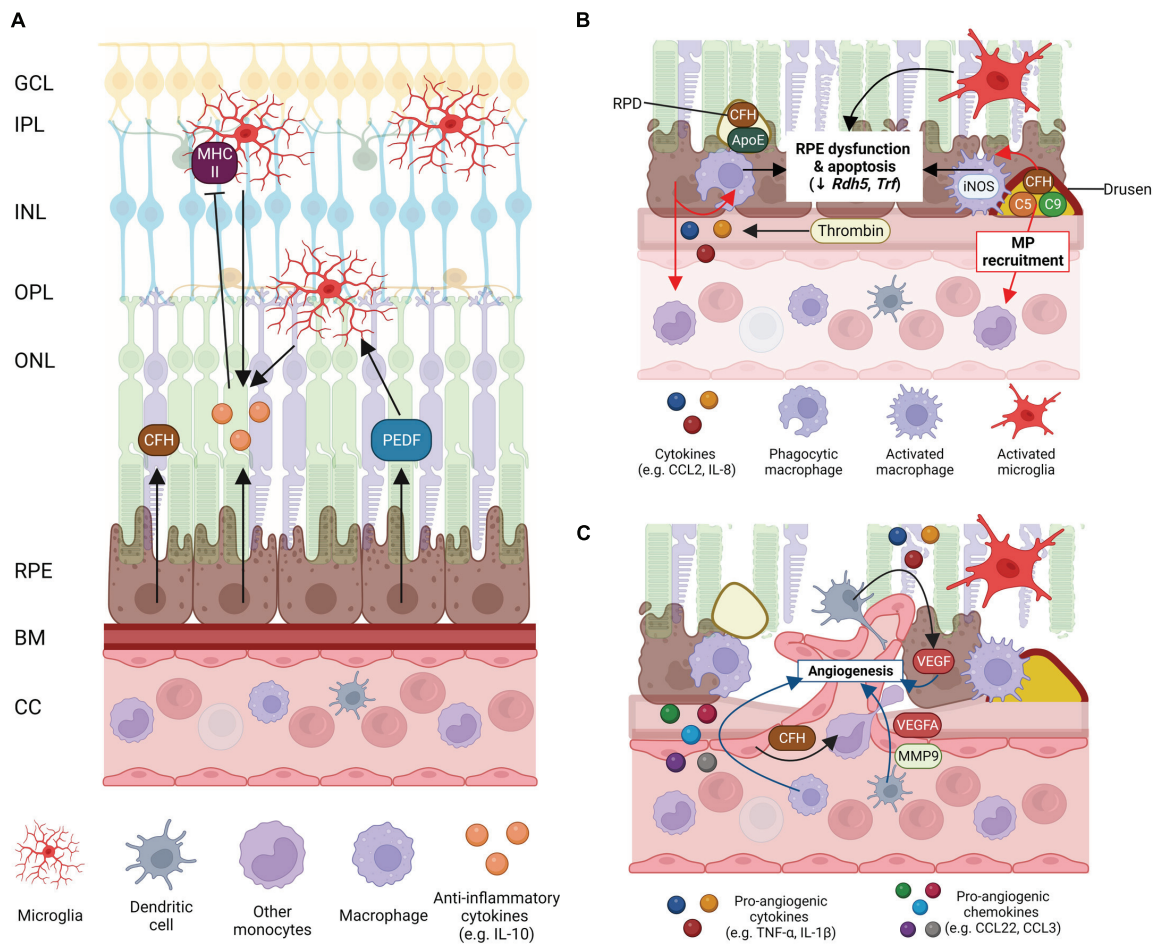 A
GCL
IPL
MHC
II
INL
OPL
ONL
CFH
PEDF
RPE
BM
CC
Microglia
Dendritic
cell
Other
monocytes
Macrophage
Anti-inflammatory
cytokines
(e.g. IL-10)
B
RPD
CFH
ApoE
RPE dysfunction
& apoptosis
(↓ Rdh5, Trf)
iNOS
CFH
C5
C9
Drusen
Thrombin
MP
recruitment
Cytokines
(e.g. CCL2, IL-8)
Phagocytic
macrophage
Activated
macrophage
Activated
microglia
C
Angiogenesis
VEGF
CFH
VEGFA
MMP9
Pro-angiogenic
cytokines
(e.g. TNF-α, IL-1β)
Pro-angiogenic
chemokines
(e.g. CCL22, CCL3)